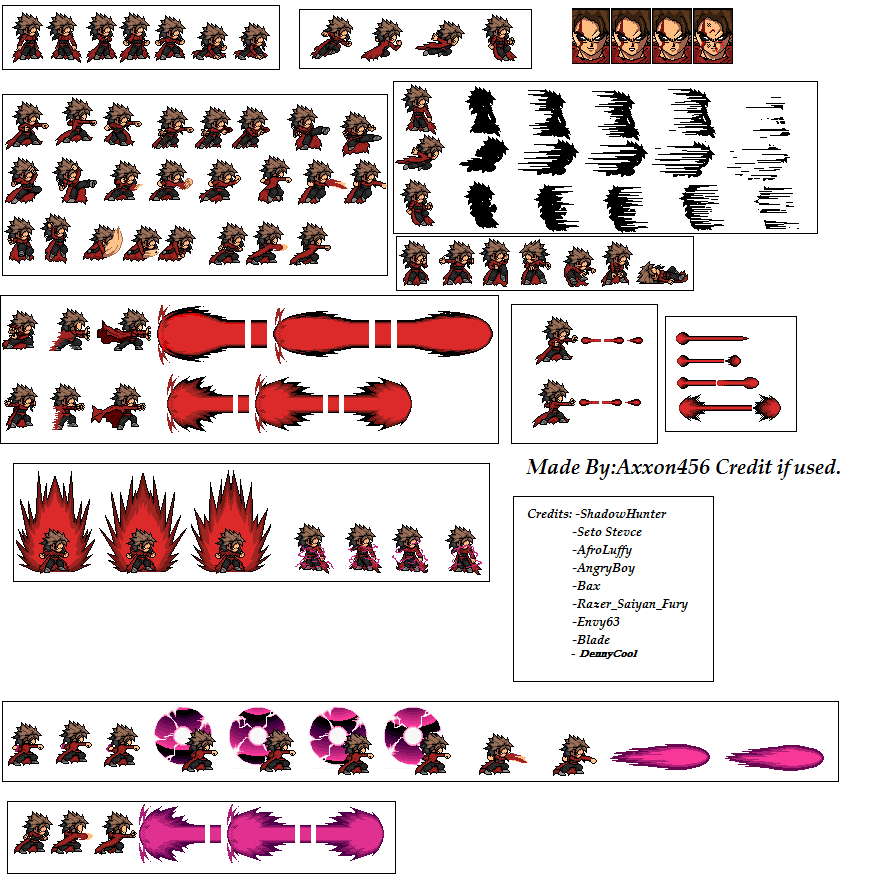 Made By:Axxon456 Credit if used.
Credits: -ShadowHunter
-Seto Stevce
-AfroLuffy
-AngryBoy
-Bax
-Razer_Saiyan_Fury
-Envy63
-Blade
- DennyCool